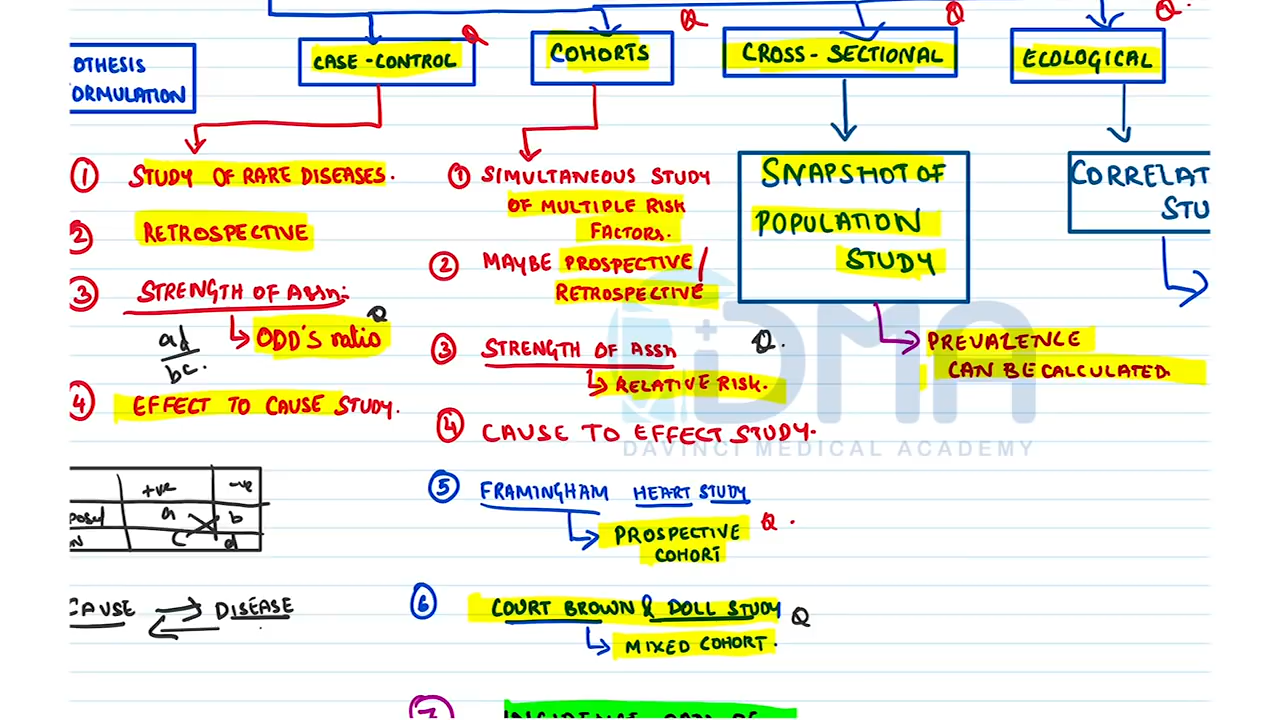 OTHESIS
ORMULATION
CASE-CONTROL
Q
COHORTS
Q
CROSS-SECTIONAL
Q
ECOLOGICAL
Q.
① STUDY OF RARE DISEASES.
② RETROSPECTIVE
③ STRENGTH OF ASSN:
ODD'S ratio
Q
ad
bc.
④ EFFECT TO CAUSE STUDY.
+ve -ve
posed a b
N c d
CAUSE DISEASE
① SIMULTANEOUS STUDY
OF MULTIPLE RISK
FACTORS.
② MAYBE PROSPECTIVE/
RETROSPECTIVE
③ STRENGTH OF ASSN
Q.
RELATIVE RISK.
④ CAUSE TO EFFECT STUDY.
⑤ FRAMINGHAM HEART STUDY
PROSPECTIVE Q.
COHORT
⑥ COURT BROWN & DOLL STUDY Q
MIXED COHORT.
SNAPSHOT OF
POPULATION
STUDY
PREVALENCE
CAN BE CALCULATED.
CORRELAT
STU
DMA
DAVINCI MEDICAL ACADEMY